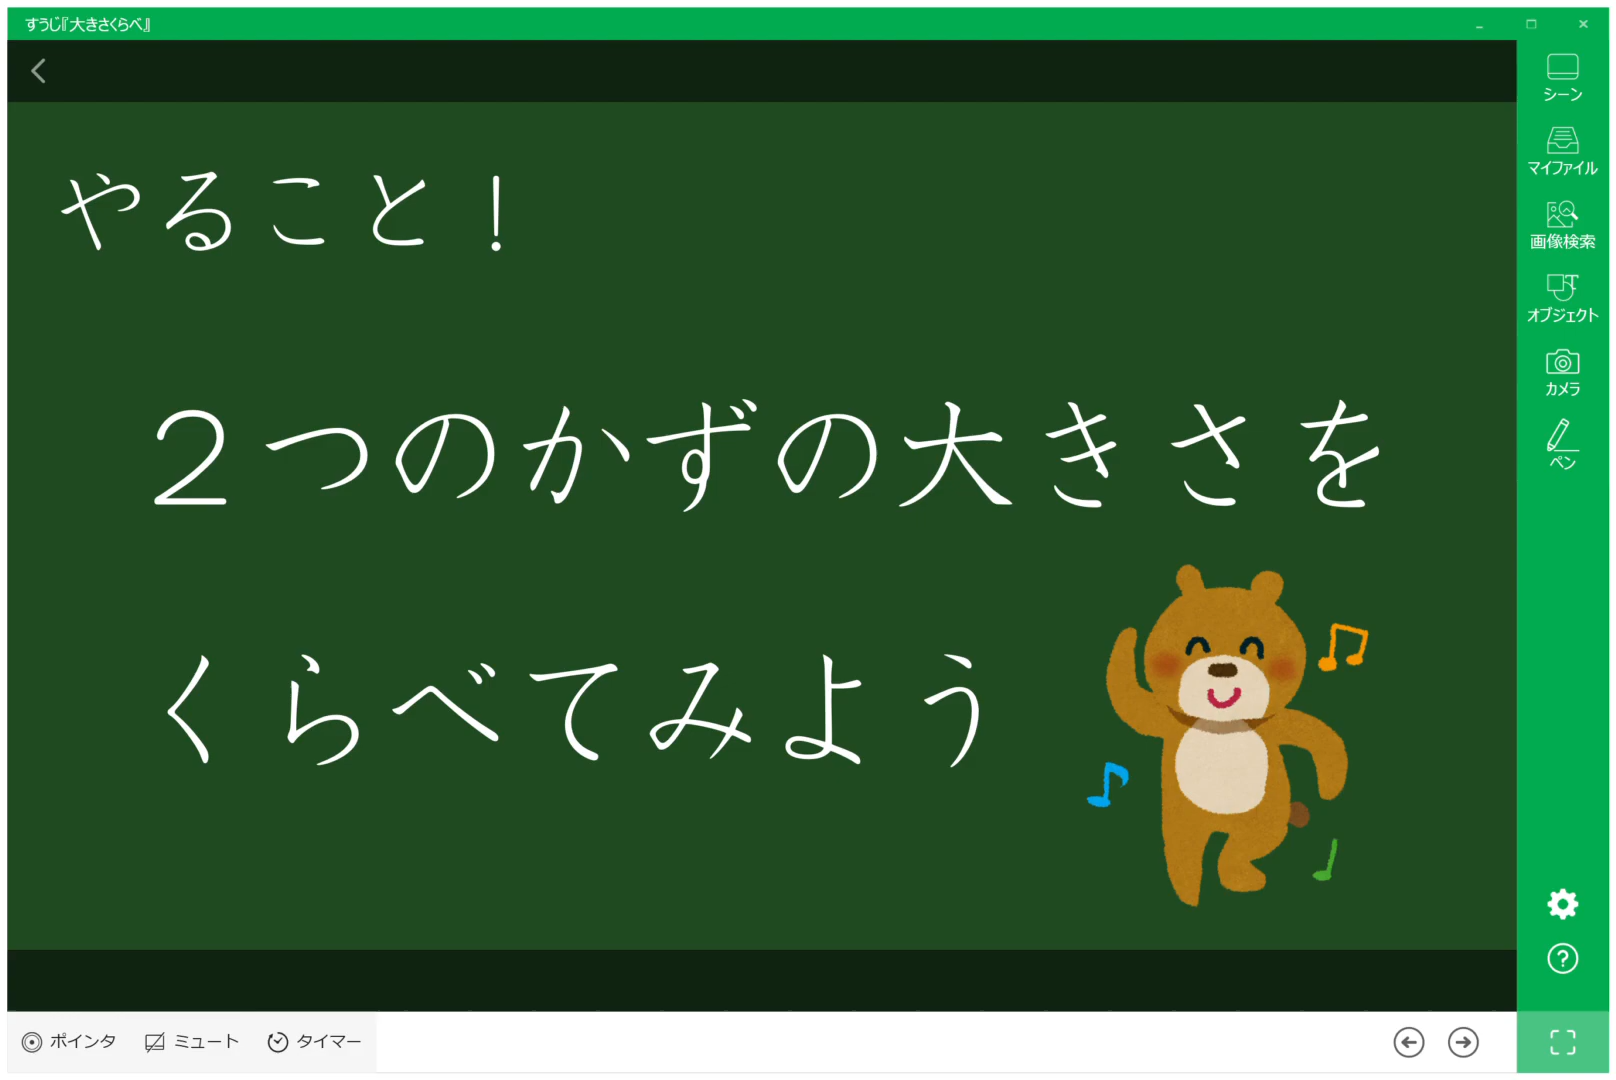 すうじ『大きさくらべ』
シーン
マイファイル
画像検索
オブジェクト
カメラ
ペン
やること！
２つのかずの大きさを
くらべてみよう
ポインタ
ミュート
タイマー